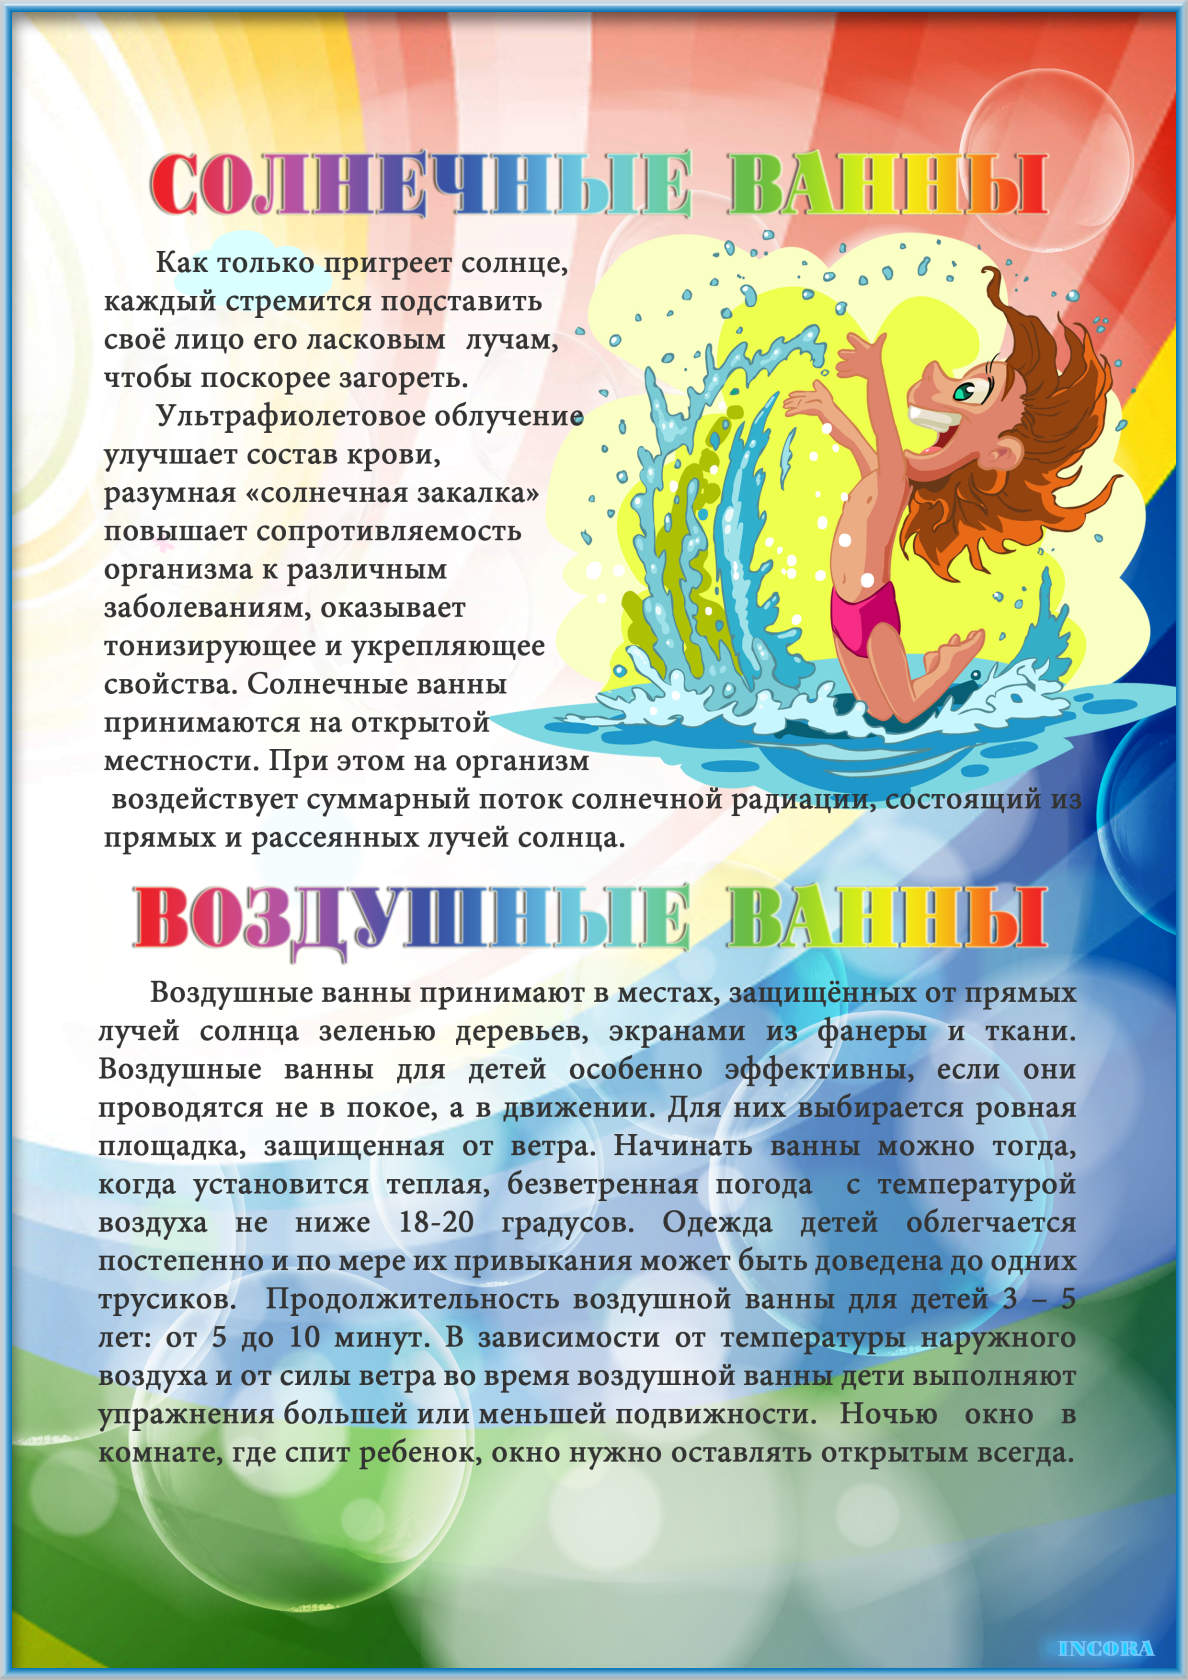 СОЛНЕЧНЫЕ ВАННЫ
Как только пригреет солнце,
каждый стремится подставить
своё лицо его ласковым лучам,
чтобы поскорее загореть.
Ультрафиолетовое облучение
улучшает состав крови,
разумная «солнечная закалка»
повышает сопротивляемость
организма к различным
заболеваниям, оказывает
тонизирующее и укрепляющее
свойства. Солнечные ванны
принимаются на открытой
местности. При этом на организм
воздействует суммарный поток солнечной радиации, состоящий из
прямых и рассеянных лучей солнца.
ВОЗДУШНЫЕ ВАННЫ
Воздушные ванны принимают в местах, защищённых от прямых
лучей солнца зеленью деревьев, экранами из фанеры и ткани.
Воздушные ванны для детей особенно эффективны, если они
проводятся не в покое, а в движении. Для них выбирается ровная
площадка, защищенная от ветра. Начинать ванны можно тогда,
когда установится теплая, безветренная погода с температурой
воздуха не ниже 18-20 градусов. Одежда детей облегчается
постепенно и по мере их привыкания может быть доведена до одних
трусиков. Продолжительность воздушной ванны для детей 3 – 5
лет: от 5 до 10 минут. В зависимости от температуры наружного
воздуха и от силы ветра во время воздушной ванны дети выполняют
упражнения большей или меньшей подвижности. Ночью окно в
комнате, где спит ребенок, окно нужно оставлять открытым всегда.
INCORA